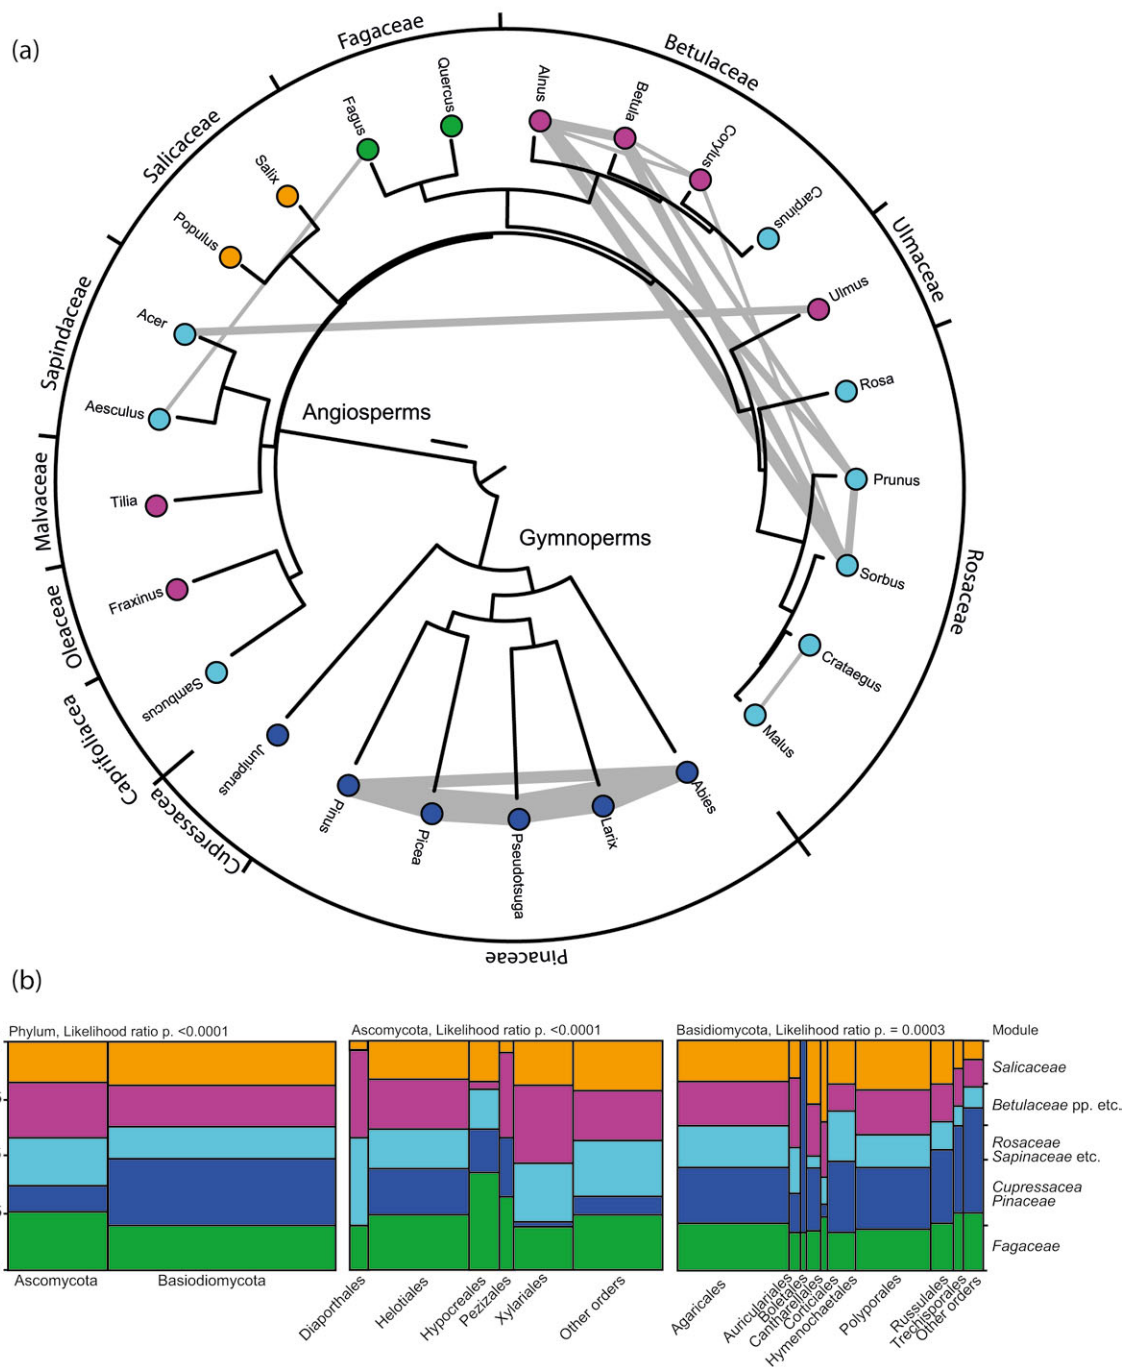 (a)
Fagaceae
Betulaceae
Salicaceae
Ulmaceae
Sapindaceae
Malvaceae
Oleaceae
Caprifoliacea
Cupressacea
Pinaceae
Rosaceae
Quercus
Alnus
Betula
Corylus
Carpinus
Fagus
Salix
Populus
Acer
Aesculus
Tilia
Fraxinus
Sambucus
Juniperus
Pinus
Picea
Pseudotsuga
Larix
Abies
Ulmus
Rosa
Prunus
Sorbus
Crataegus
Malus
Angiosperms
Gymnoperms
(b)
Phylum, Likelihood ratio p. <0.0001
Ascomycota, Likelihood ratio p. <0.0001
Basidiomycota, Likelihood ratio p. = 0.0003
Module
Salicaceae
Betulaceae pp. etc.
Rosaceae
Sapinaceae etc.
Cupressacea
Pinaceae
Fagaceae
Ascomycota
Basiodiomycota
Diaporthales
Helotiales
Hypocreales
Pezizales
Xylariales
Other orders
Agaricales
Auriculariales
Boletales
Cantharellales
Corticiales
Hymenochaetales
Polyporales
Russulales
Trechisporales
Other orders